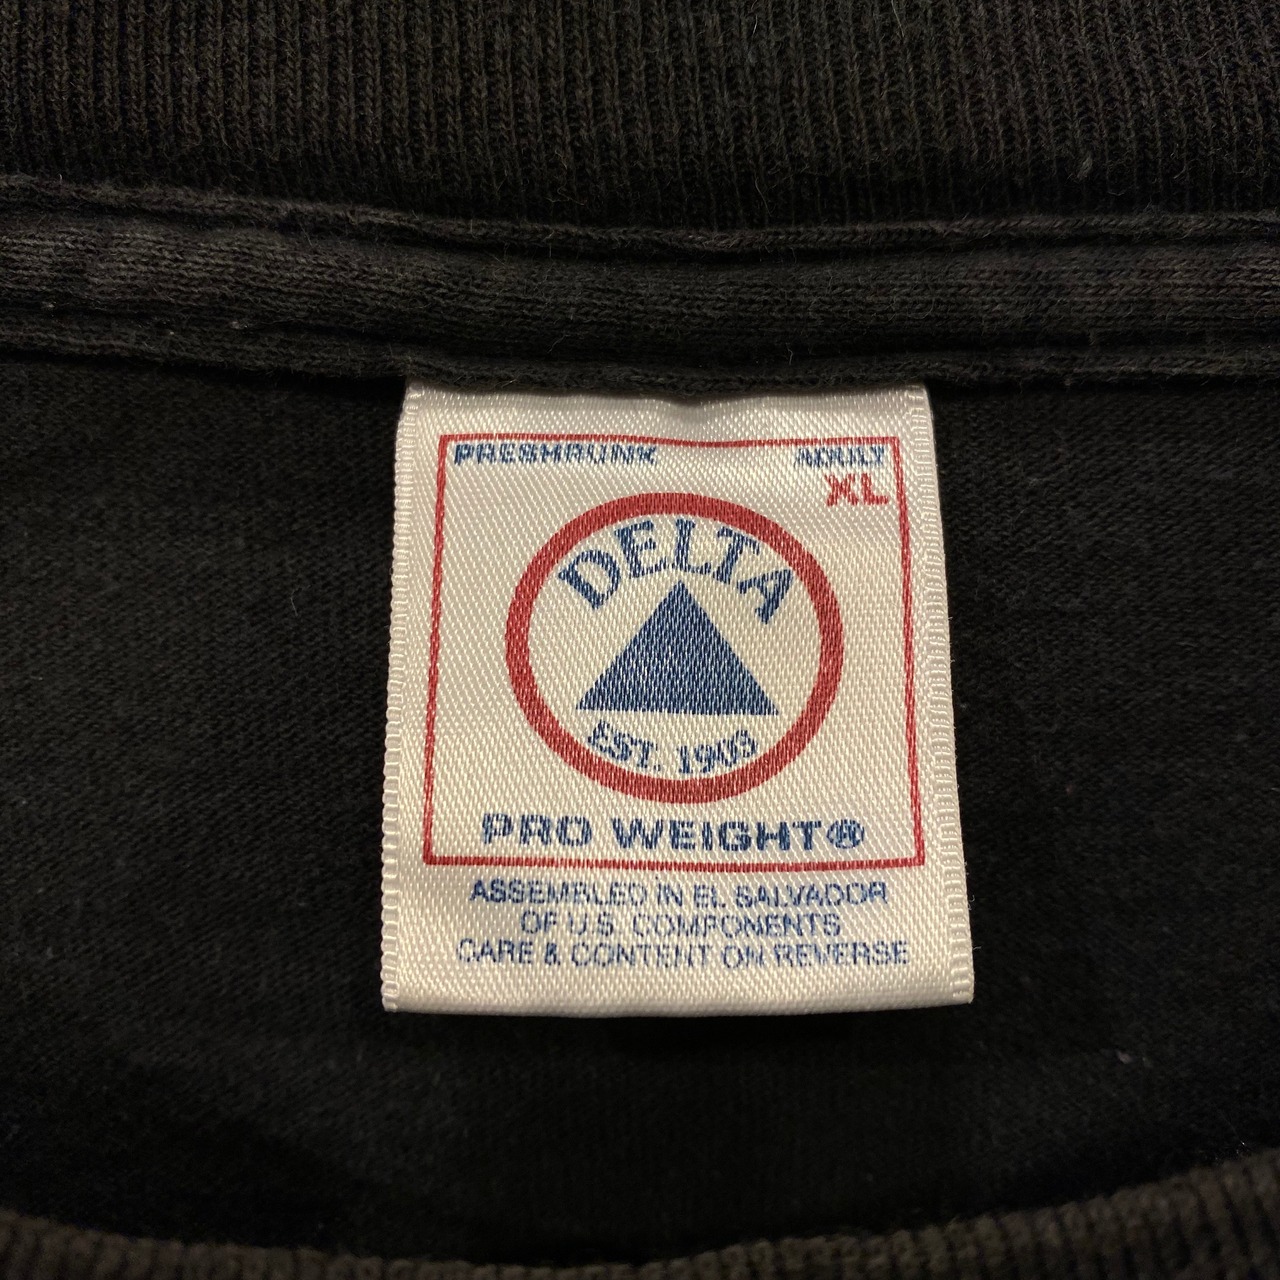 PRESHRUNK ADULT
XL
DELTA
EST. 1903
PRO WEIGHT®
ASSEMBLED IN EL SALVADOR
OF U.S. COMPONENTS
CARE & CONTENT ON REVERSE